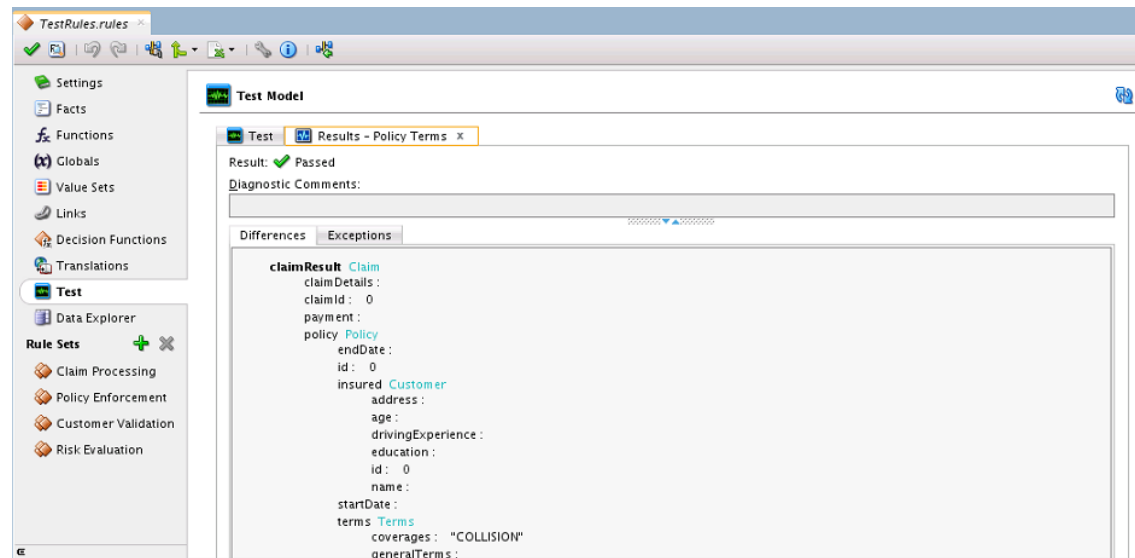 TestRules.rules
Settings
Facts
Functions
Globals
Value Sets
Links
Decision Functions
Translations
Test
Data Explorer
Rule Sets
Claim Processing
Policy Enforcement
Customer Validation
Risk Evaluation
Test Model
Test Results - Policy Terms x
Result: Passed
Diagnostic Comments:
Differences Exceptions
claimResult Claim
claimDetails :
claimId : 0
payment :
policy Policy
endDate :
id : 0
insured Customer
address :
age :
drivingExperience :
education :
id : 0
name :
startDate :
terms Terms
coverages : "COLLISION"
generalTerms :